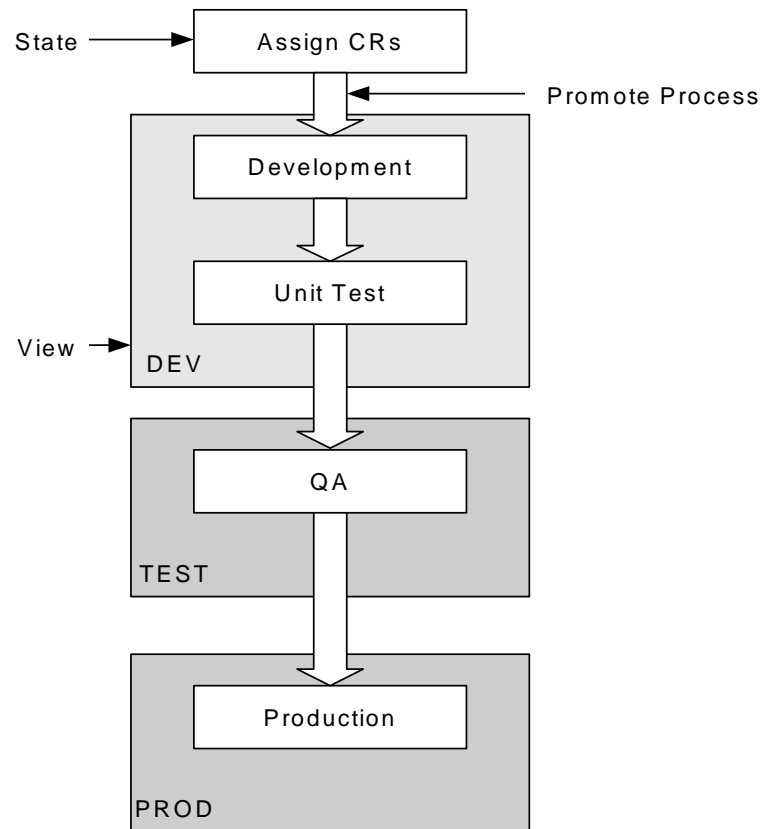 Assign CRs
State
Promote Process
Development
Unit Test
View
DEV
QA
TEST
Production
PROD